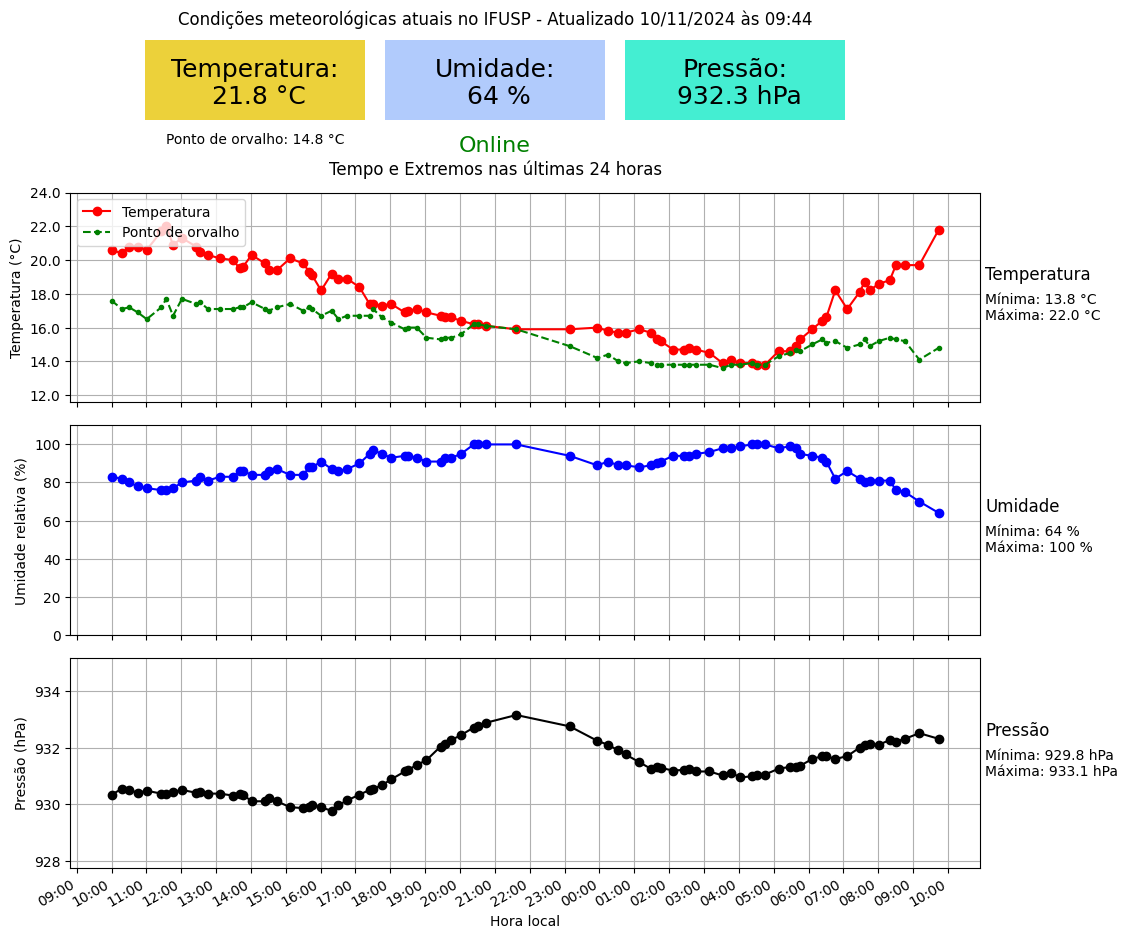 Condições meteorológicas atuais no IFUSP - Atualizado 10/11/2024 às 09:44
Temperatura:
21.8 °C
Umidade:
64 %
Pressão:
932.3 hPa
Ponto de orvalho: 14.8 °C
Online
Tempo e Extremos nas últimas 24 horas
Temperatura (°C)
24.0
22.0
20.0
18.0
16.0
14.0
12.0
Temperatura
Ponto de orvalho
Temperatura
Mínima: 13.8 °C
Máxima: 22.0 °C
Umidade relativa (%)
100
80
60
40
20
0
Umidade
Mínima: 64 %
Máxima: 100 %
Pressão (hPa)
934
932
930
928
Pressão
Mínima: 929.8 hPa
Máxima: 933.1 hPa
09:00
10:00
11:00
12:00
13:00
14:00
15:00
16:00
17:00
18:00
19:00
20:00
21:00
22:00
23:00
00:00
01:00
02:00
03:00
04:00
05:00
06:00
07:00
08:00
09:00
10:00
Hora local